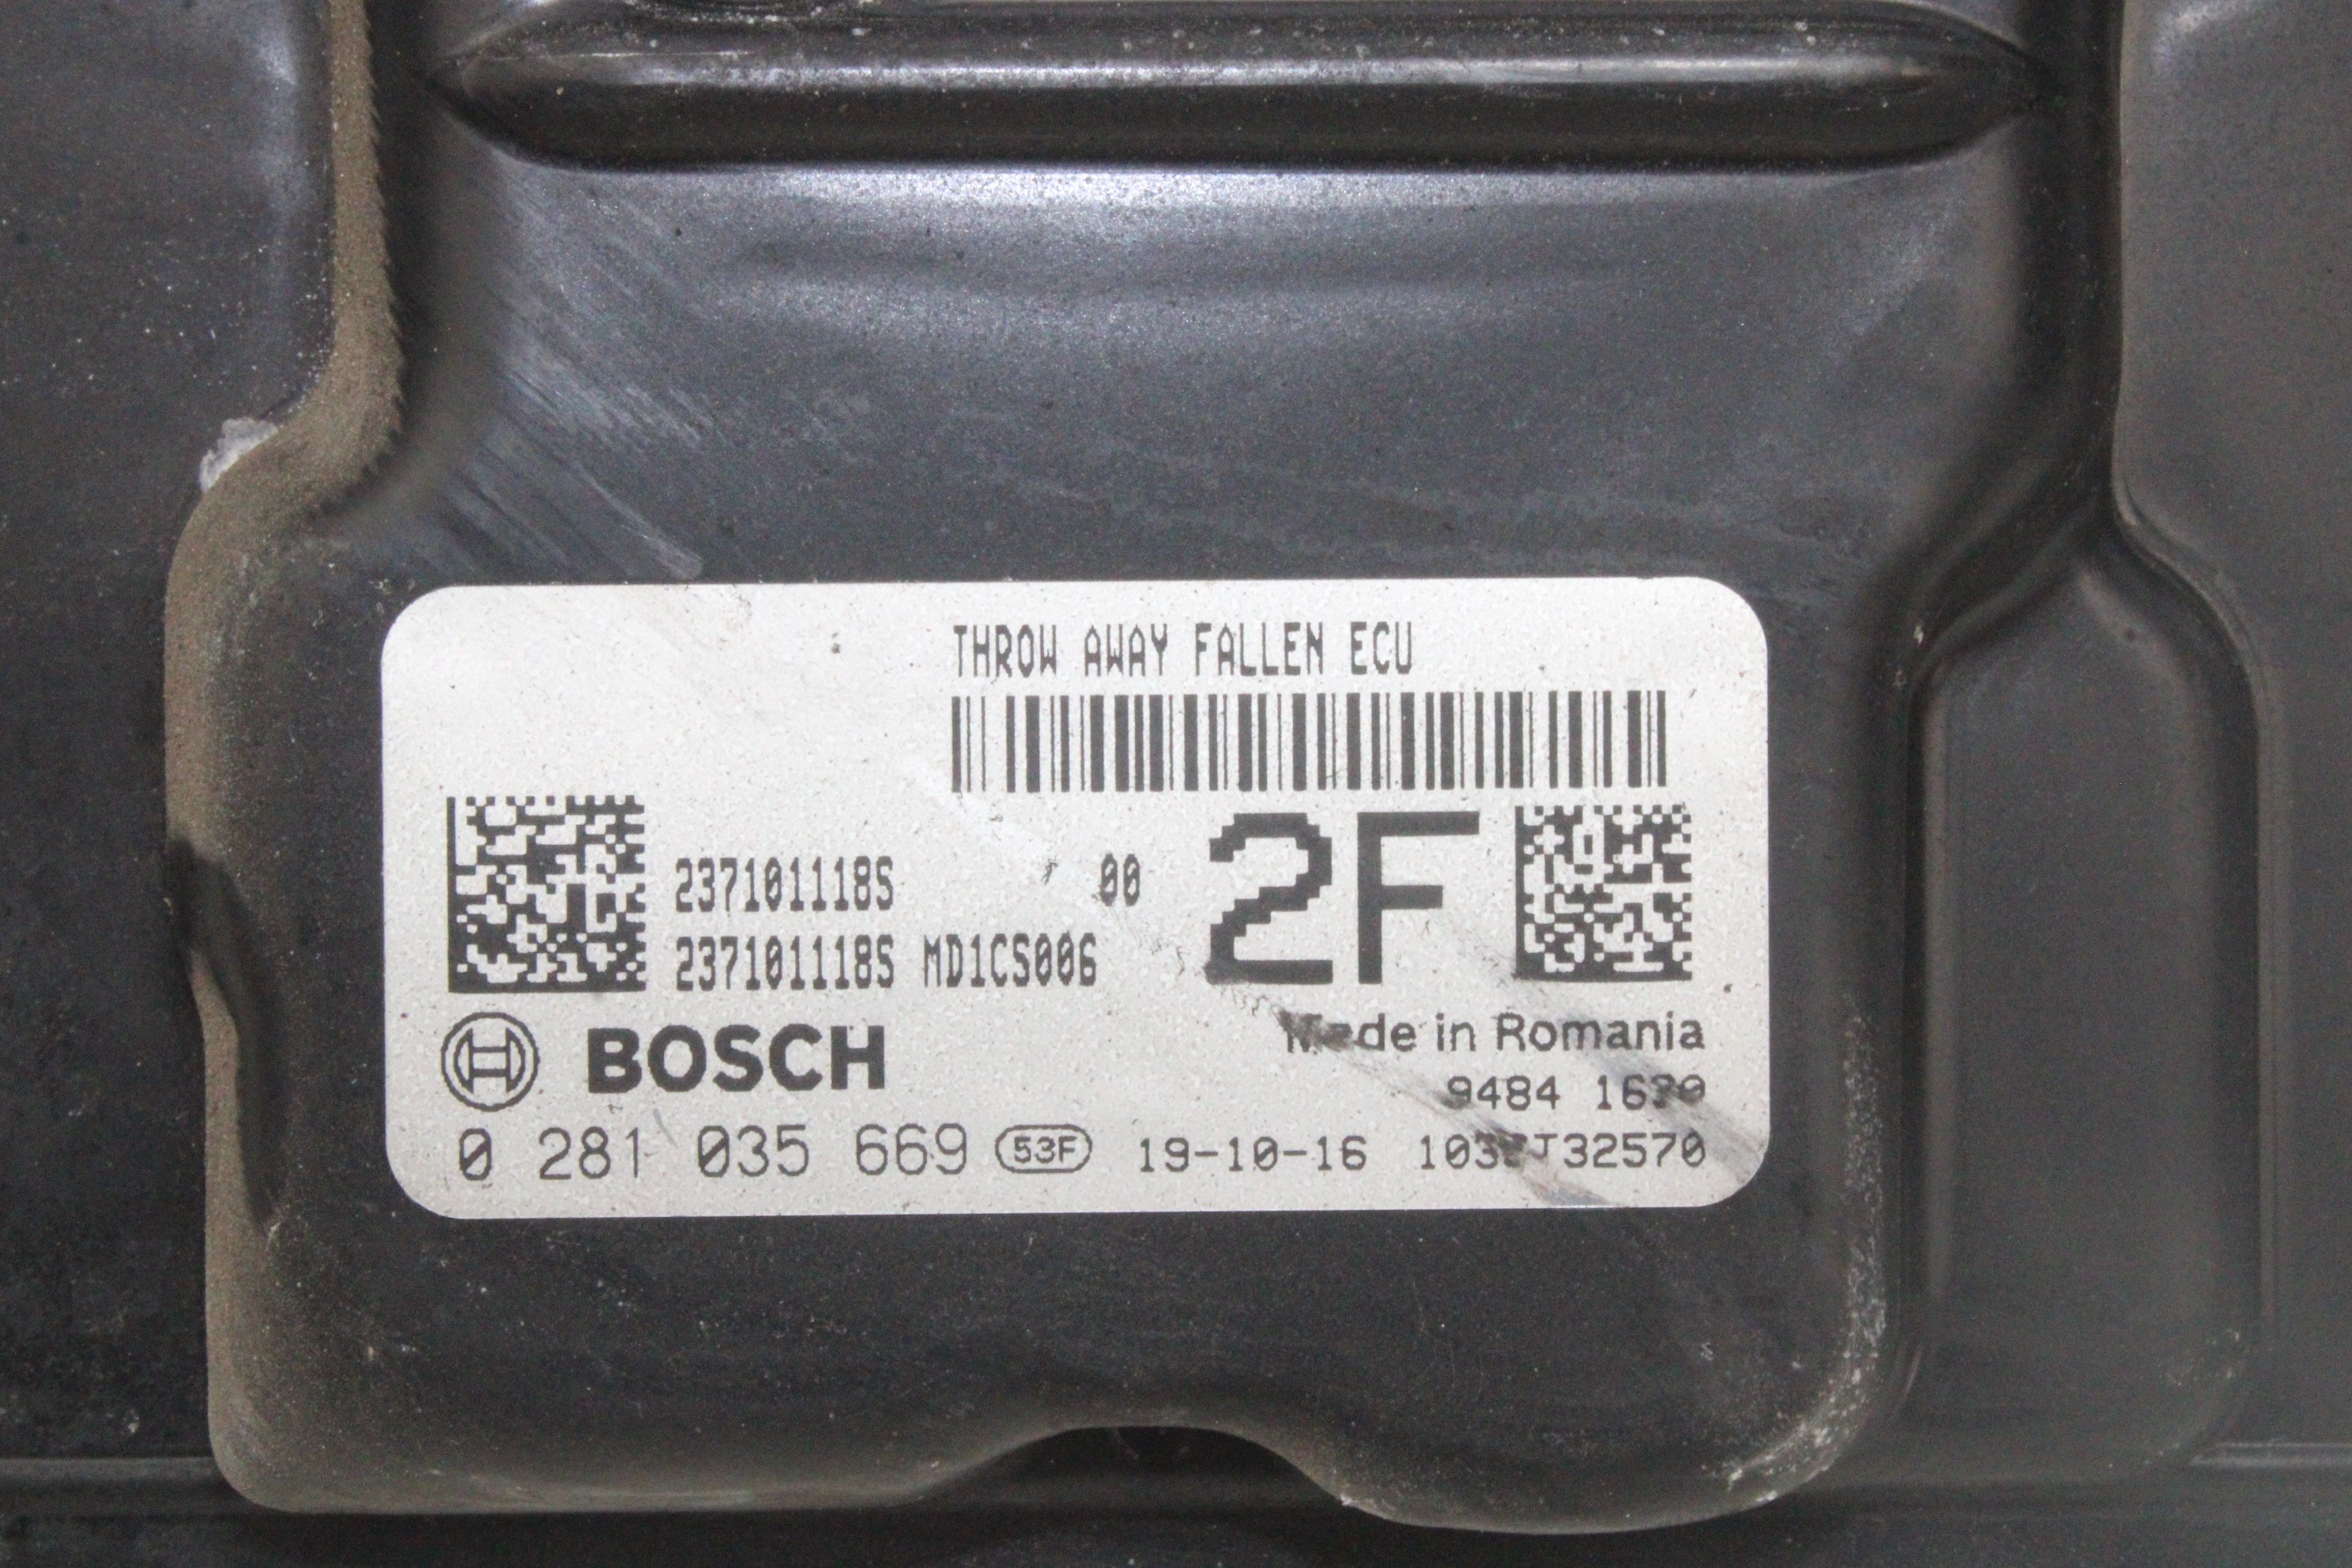 THROW AWAY FALLEN ECU
237101118S 00
2F
237101118S MD1CS006
BOSCH
Made in Romania
9484
0 281 035 669 53F 19-10-16